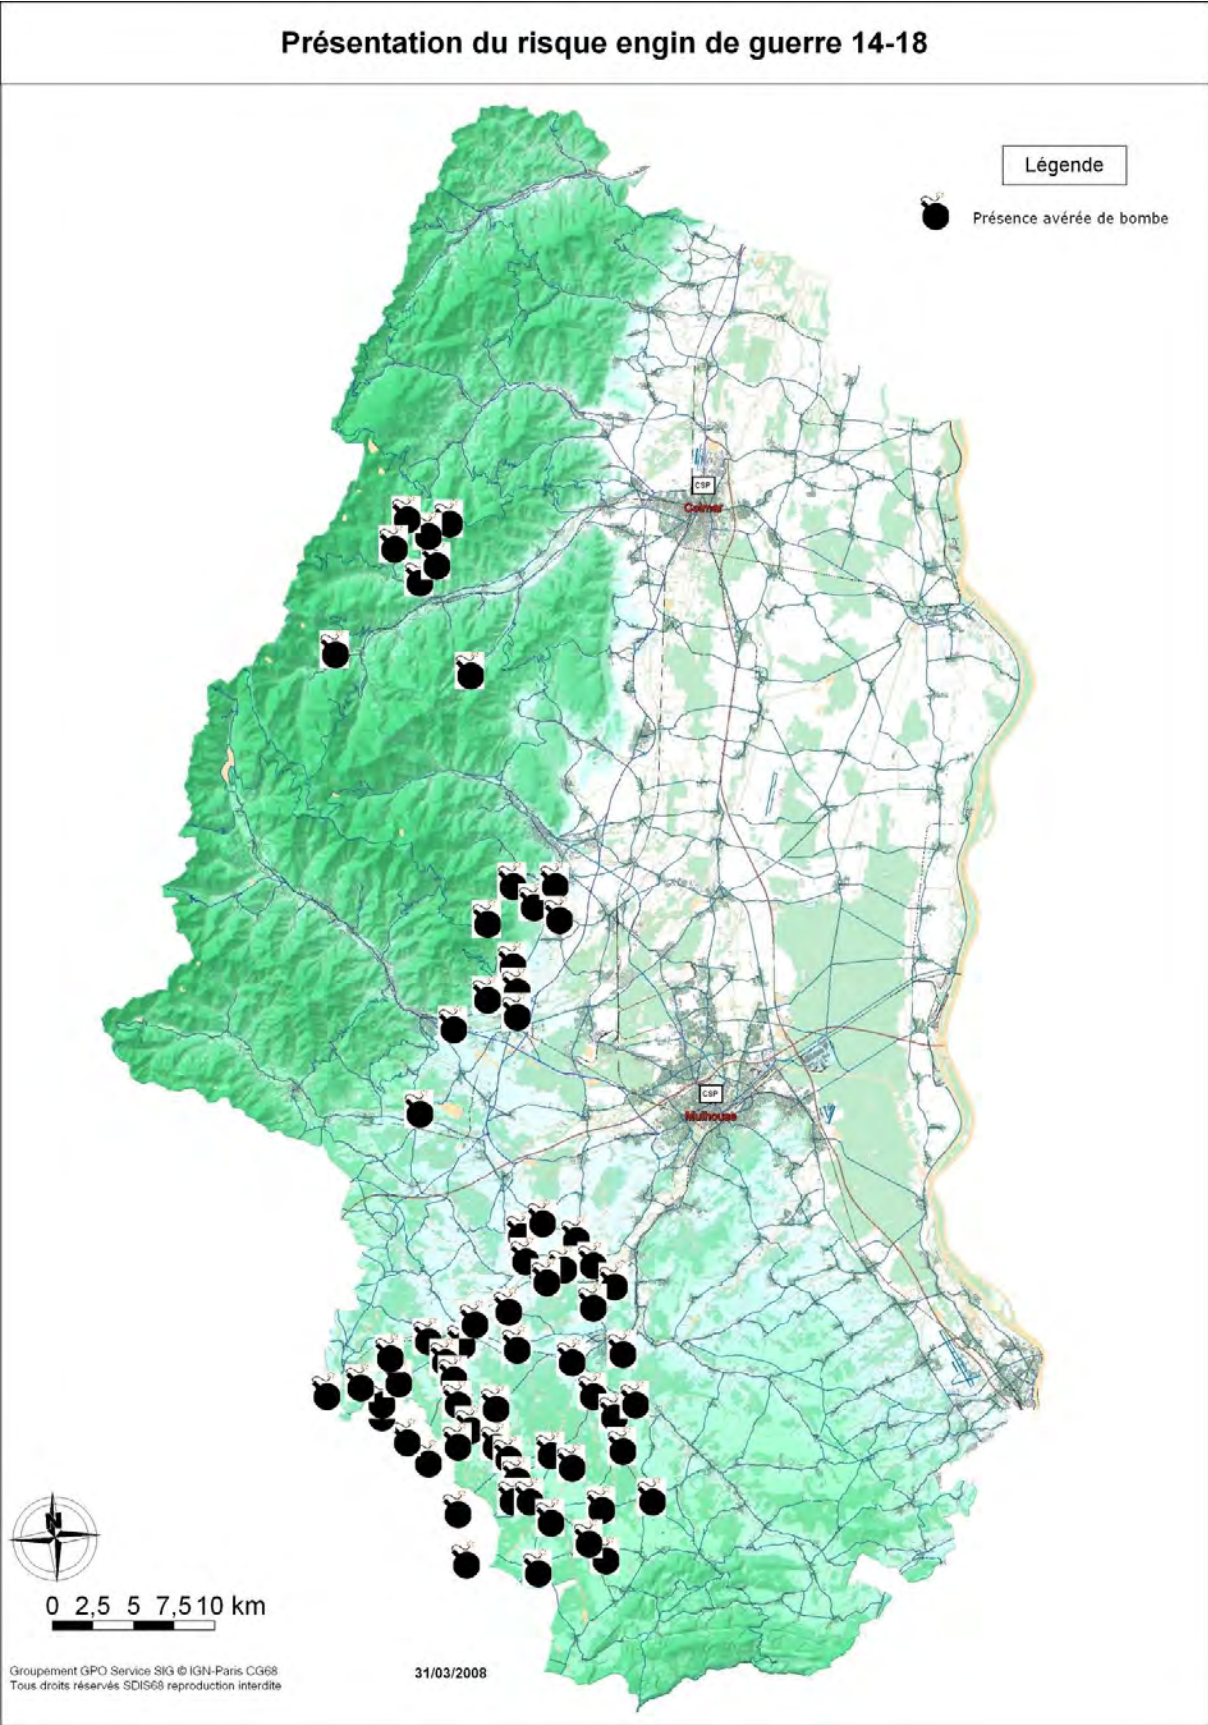 Présentation du risque engin de guerre 14-18
Légende
Présence avérée de bombe
CSP
Colmar
CSP
Mulhouse
N
0 2,5 5 7,5 10 km
Groupement GPO Service SIG © IGN-Paris CG68
Tous droits réservés SDIS68 reproduction interdite
31/03/2008